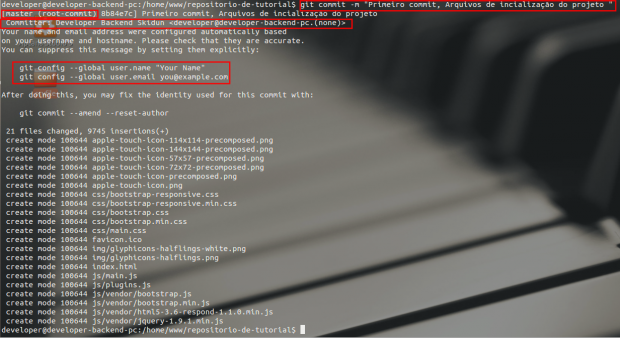 developer@developer-backend-pc:/home/www/repositorio-de-tutorial$ git commit -m "Primeiro commit, Arquivos de incialização do projeto "
[master (root-commit) 8b84e7c] Primeiro commit, Arquivos de incialização do projeto
Committer: Developer Backend Skidun <developer@developer-backend-pc.(none)>
Your name and email address were configured automatically based
on your username and hostname. Please check that they are accurate.
You can suppress this message by setting them explicitly:
git config --global user.name "Your Name"
git config --global user.email you@example.com
After doing this, you may fix the identity used for this commit with:
git commit --amend --reset-author
21 files changed, 9745 insertions(+)
create mode 100644 apple-touch-icon-114x114-precomposed.png
create mode 100644 apple-touch-icon-144x144-precomposed.png
create mode 100644 apple-touch-icon-57x57-precomposed.png
create mode 100644 apple-touch-icon-72x72-precomposed.png
create mode 100644 apple-touch-icon-precomposed.png
create mode 100644 apple-touch-icon.png
create mode 100644 css/bootstrap-responsive.css
create mode 100644 css/bootstrap-responsive.min.css
create mode 100644 css/bootstrap.css
create mode 100644 css/bootstrap.min.css
create mode 100644 css/main.css
create mode 100644 favicon.ico
create mode 100644 img/glyphicons-halflings-white.png
create mode 100644 img/glyphicons-halflings.png
create mode 100644 index.html
create mode 100644 js/main.js
create mode 100644 js/plugins.js
create mode 100644 js/vendor/bootstrap.js
create mode 100644 js/vendor/bootstrap.min.js
create mode 100644 js/vendor/html5-3.6-respond-1.1.0.min.js
create mode 100644 js/vendor/jquery-1.9.1.min.js
developer@developer-backend-pc:/home/www/repositorio-de-tutorial$